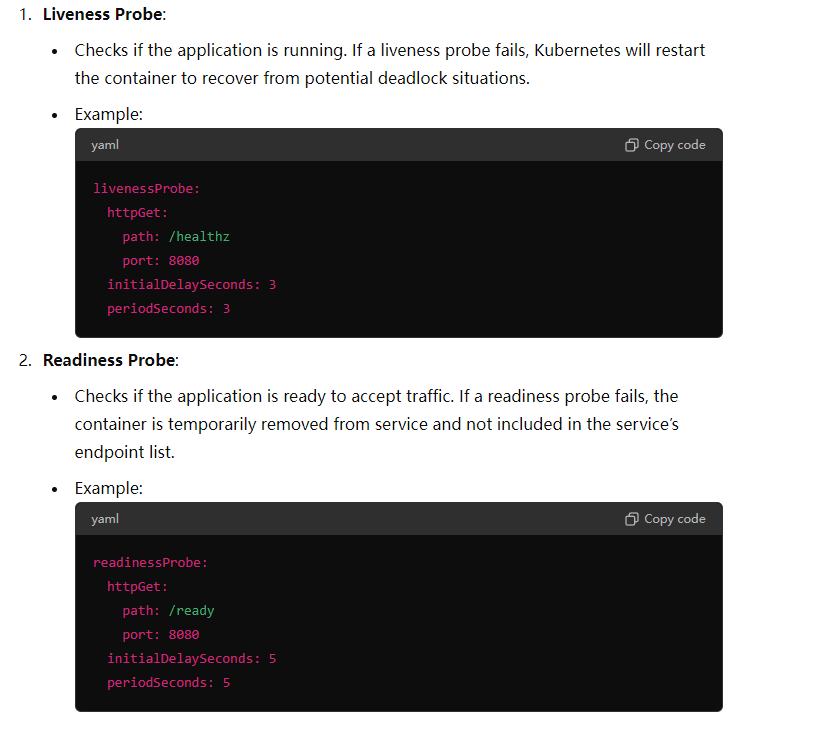 1. Liveness Probe:
• Checks if the application is running. If a liveness probe fails, Kubernetes will restart
the container to recover from potential deadlock situations.
• Example:
yaml Copy code
livenessProbe:
  httpGet:
    path: /healthz
    port: 8080
  initialDelaySeconds: 3
  periodSeconds: 3
2. Readiness Probe:
• Checks if the application is ready to accept traffic. If a readiness probe fails, the
container is temporarily removed from service and not included in the service’s
endpoint list.
• Example:
yaml Copy code
readinessProbe:
  httpGet:
    path: /ready
    port: 8080
  initialDelaySeconds: 5
  periodSeconds: 5